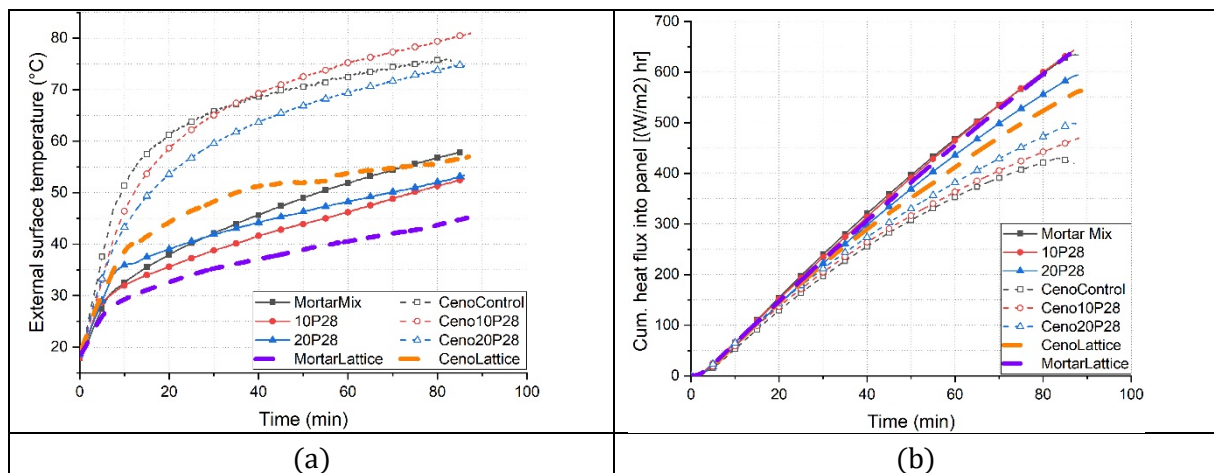 External surface temperature (°C)
80
70
60
50
40
30
20
MortarMix
10P28
20P28
MortarLattice
CenoControl
Ceno10P28
Ceno20P28
CenoLattice
0 20 40 60 80 100
Time (min)
(a)
Cum. heat flux into panel [(W/m2) hr]
700
600
500
400
300
200
100
0
Mortar Mix
10P28
20P28
CenoControl
Ceno10P28
Ceno20P28
CenoLattice
MortarLattice
0 20 40 60 80 100
Time (min)
(b)